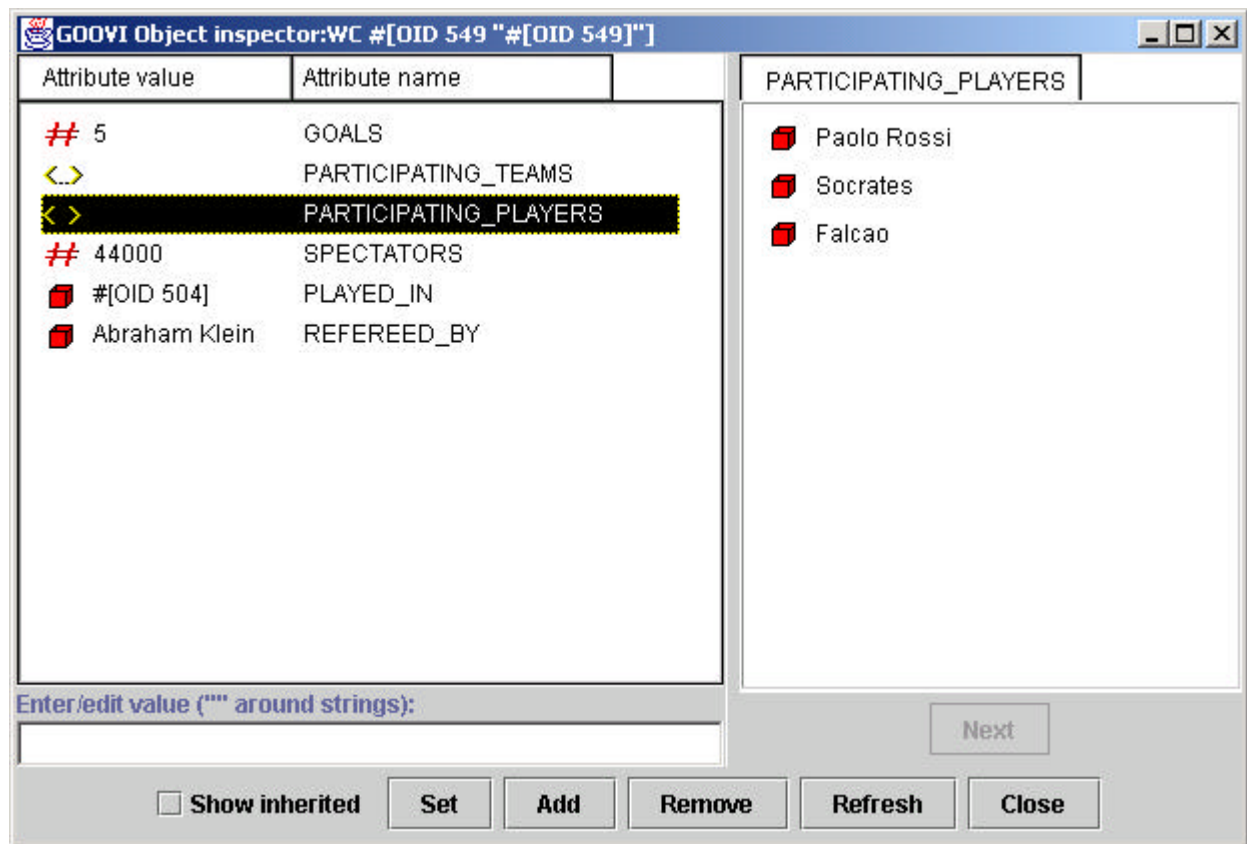 GOOVI Object inspector:WC #[OID 549 "#[OID 549]"]
Attribute value Attribute name
5 GOALS
PARTICIPATING_TEAMS
PARTICIPATING_PLAYERS
44000 SPECTATORS
#[OID 504] PLAYED_IN
Abraham Klein REFEREED_BY
PARTICIPATING_PLAYERS
Paolo Rossi
Socrates
Falcao
Enter/edit value ("" around strings):
Next
Show inherited Set Add Remove Refresh Close